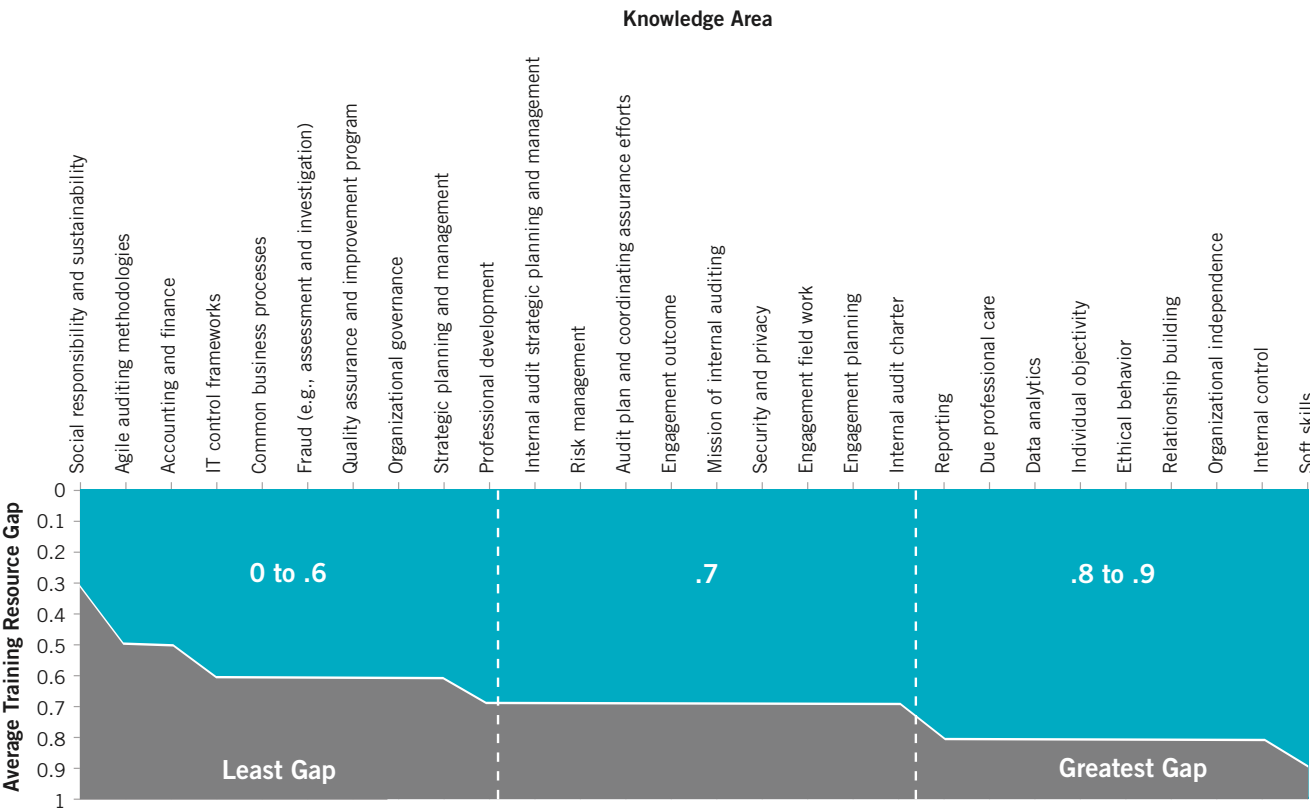 Knowledge Area
Social responsibility and sustainability
Agile auditing methodologies
Accounting and finance
IT control frameworks
Common business processes
Fraud (e.g., assessment and investigation)
Quality assurance and improvement program
Organizational governance
Strategic planning and management
Professional development
Internal audit strategic planning and management
Risk management
Audit plan and coordinating assurance efforts
Engagement outcome
Mission of internal auditing
Security and privacy
Engagement field work
Engagement planning
Internal audit charter
Reporting
Due professional care
Data analytics
Individual objectivity
Ethical behavior
Relationship building
Organizational independence
Internal control
Soft skills
Average Training Resource Gap
0
0.1
0.2
0.3
0.4
0.5
0.6
0.7
0.8
0.9
1
0 to .6
.7
.8 to .9
Least Gap
Greatest Gap